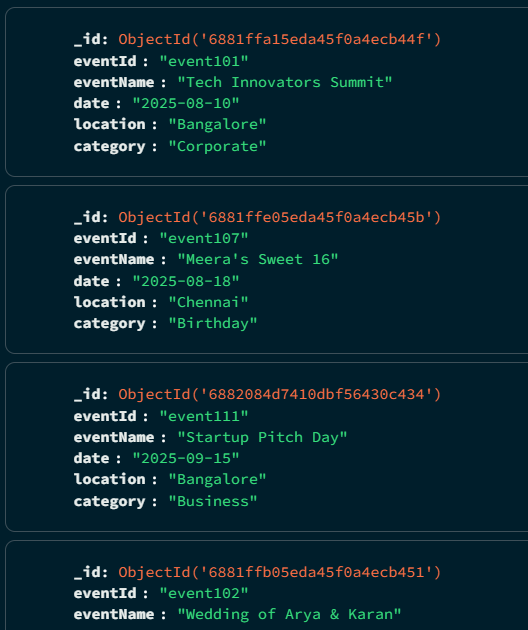 _id: ObjectId('6881ffa15eda45f0a4ecb44f')
eventId : "event101"
eventName : "Tech Innovators Summit"
date : "2025-08-10"
location : "Bangalore"
category : "Corporate"
_id: ObjectId('6881ffe05eda45f0a4ecb45b')
eventId : "event107"
eventName : "Meera's Sweet 16"
date : "2025-08-18"
location : "Chennai"
category : "Birthday"
_id: ObjectId('6882084d7410dbf56430c434')
eventId : "event111"
eventName : "Startup Pitch Day"
date : "2025-09-15"
location : "Bangalore"
category : "Business"
_id: ObjectId('6881ffb05eda45f0a4ecb451')
eventId : "event102"
eventName : "Wedding of Arya & Karan"